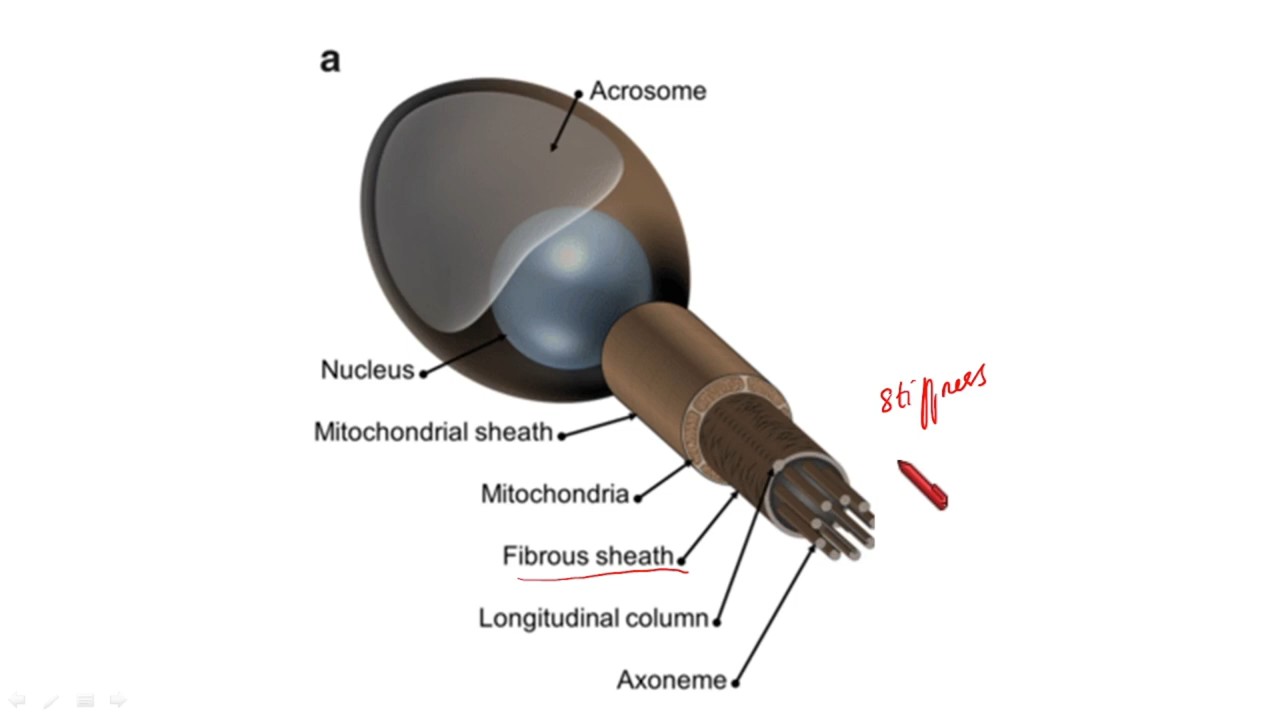 a
Acrosome
Nucleus
Mitochondrial sheath
Mitochondria
Fibrous sheath
Longitudinal column
Axoneme
Stiffness